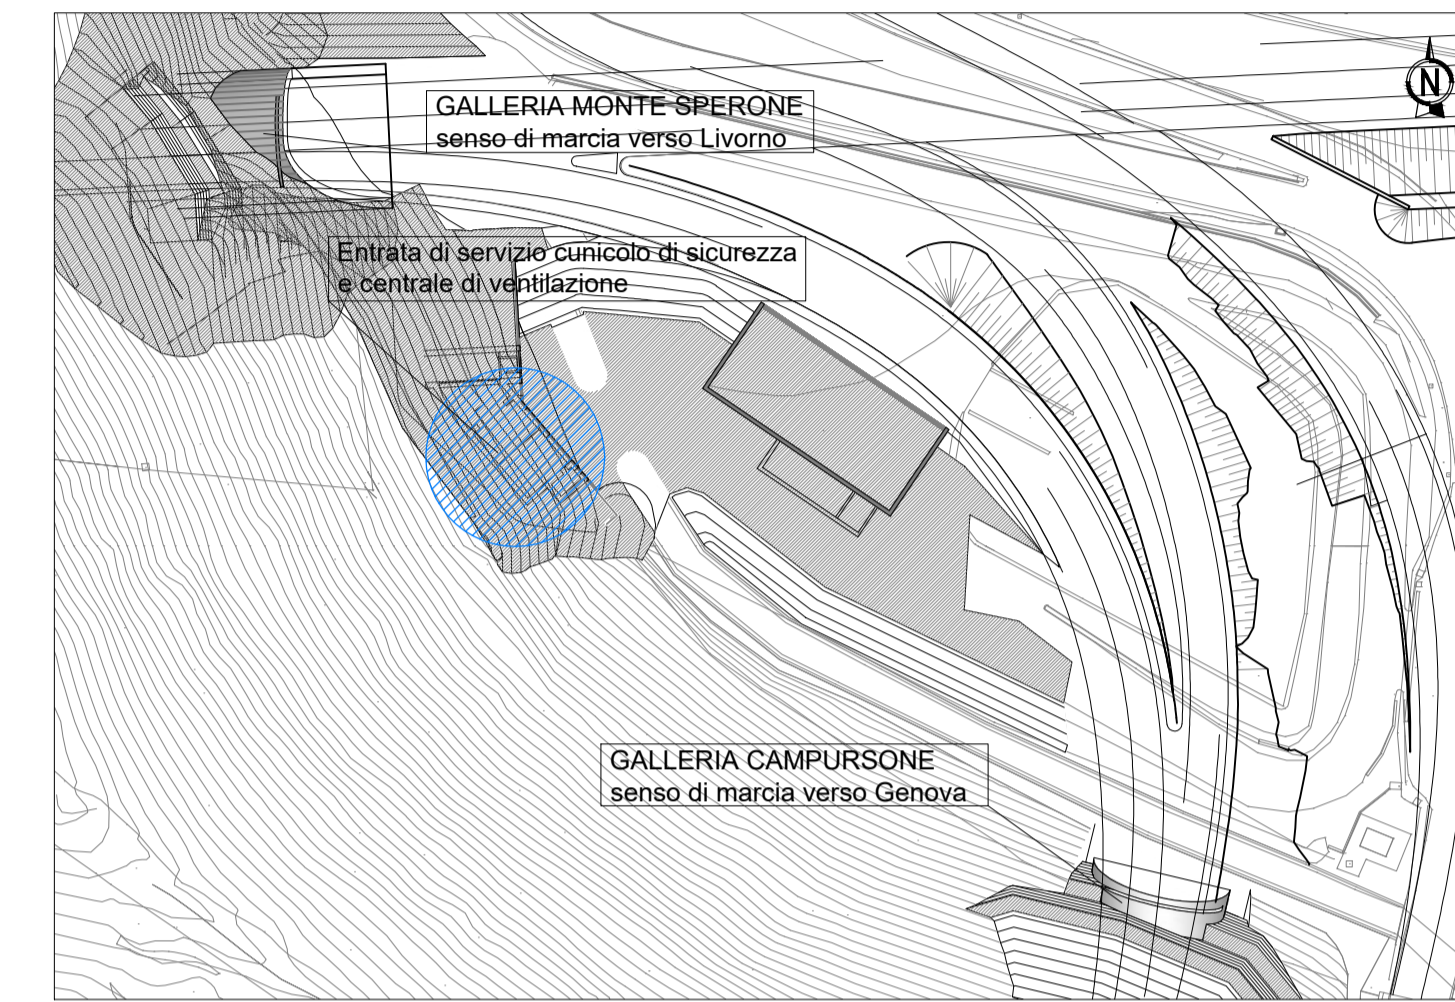 N
GALLERIA MONTE SPERONE
senso di marcia verso Livorno
Entrata di servizio cunicolo di sicurezza
e centrale di ventilazione
GALLERIA CAMPURSONE
senso di marcia verso Genova